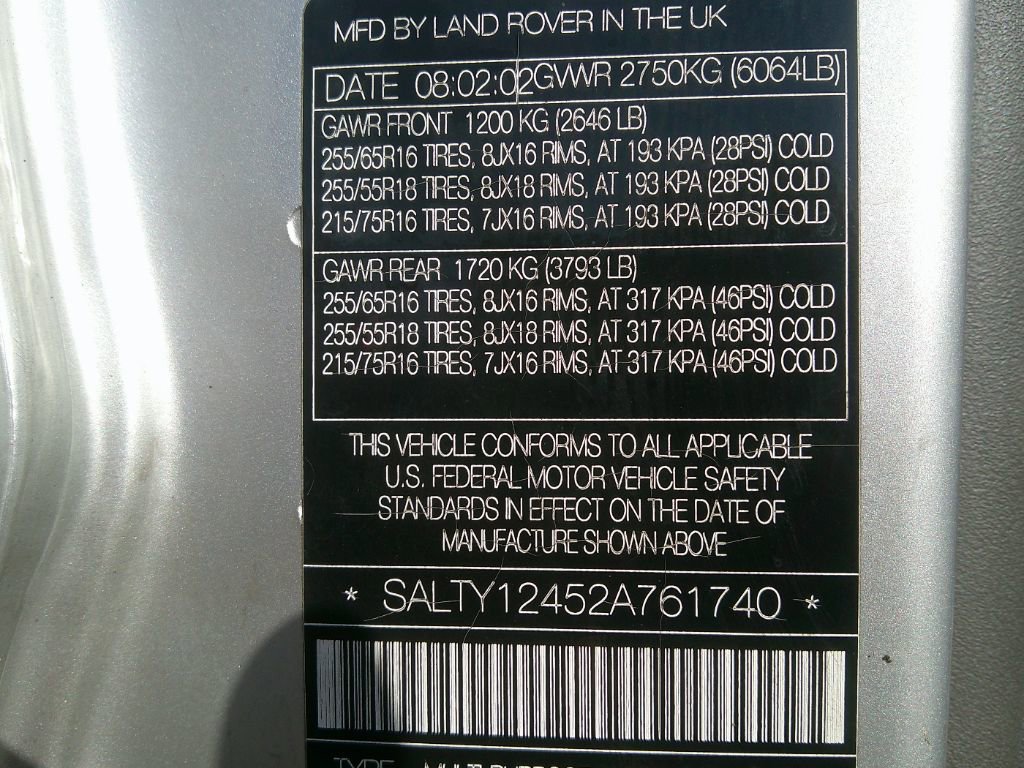 MFD BY LAND ROVER IN THE UK
DATE 08:02:02 GVWR 2750KG (6064LB)
GAWR FRONT 1200 KG (2646 LB)
255/65R16 TIRES, 8JX16 RIMS, AT 193 KPA (28PSI) COLD
255/55R18 TIRES, 8JX18 RIMS, AT 193 KPA (28PSI) COLD
215/75R16 TIRES, 7JX16 RIMS, AT 193 KPA (28PSI) COLD
GAWR REAR 1720 KG (3793 LB)
255/65R16 TIRES, 8JX16 RIMS, AT 317 KPA (46PSI) COLD
255/55R18 TIRES, 8JX18 RIMS, AT 317 KPA (46PSI) COLD
215/75R16 TIRES, 7JX16 RIMS, AT 317 KPA (46PSI) COLD
THIS VEHICLE CONFORMS TO ALL APPLICABLE
U.S. FEDERAL MOTOR VEHICLE SAFETY
STANDARDS IN EFFECT ON THE DATE OF
MANUFACTURE SHOWN ABOVE
* SALTY12452A761740 *
TYPE